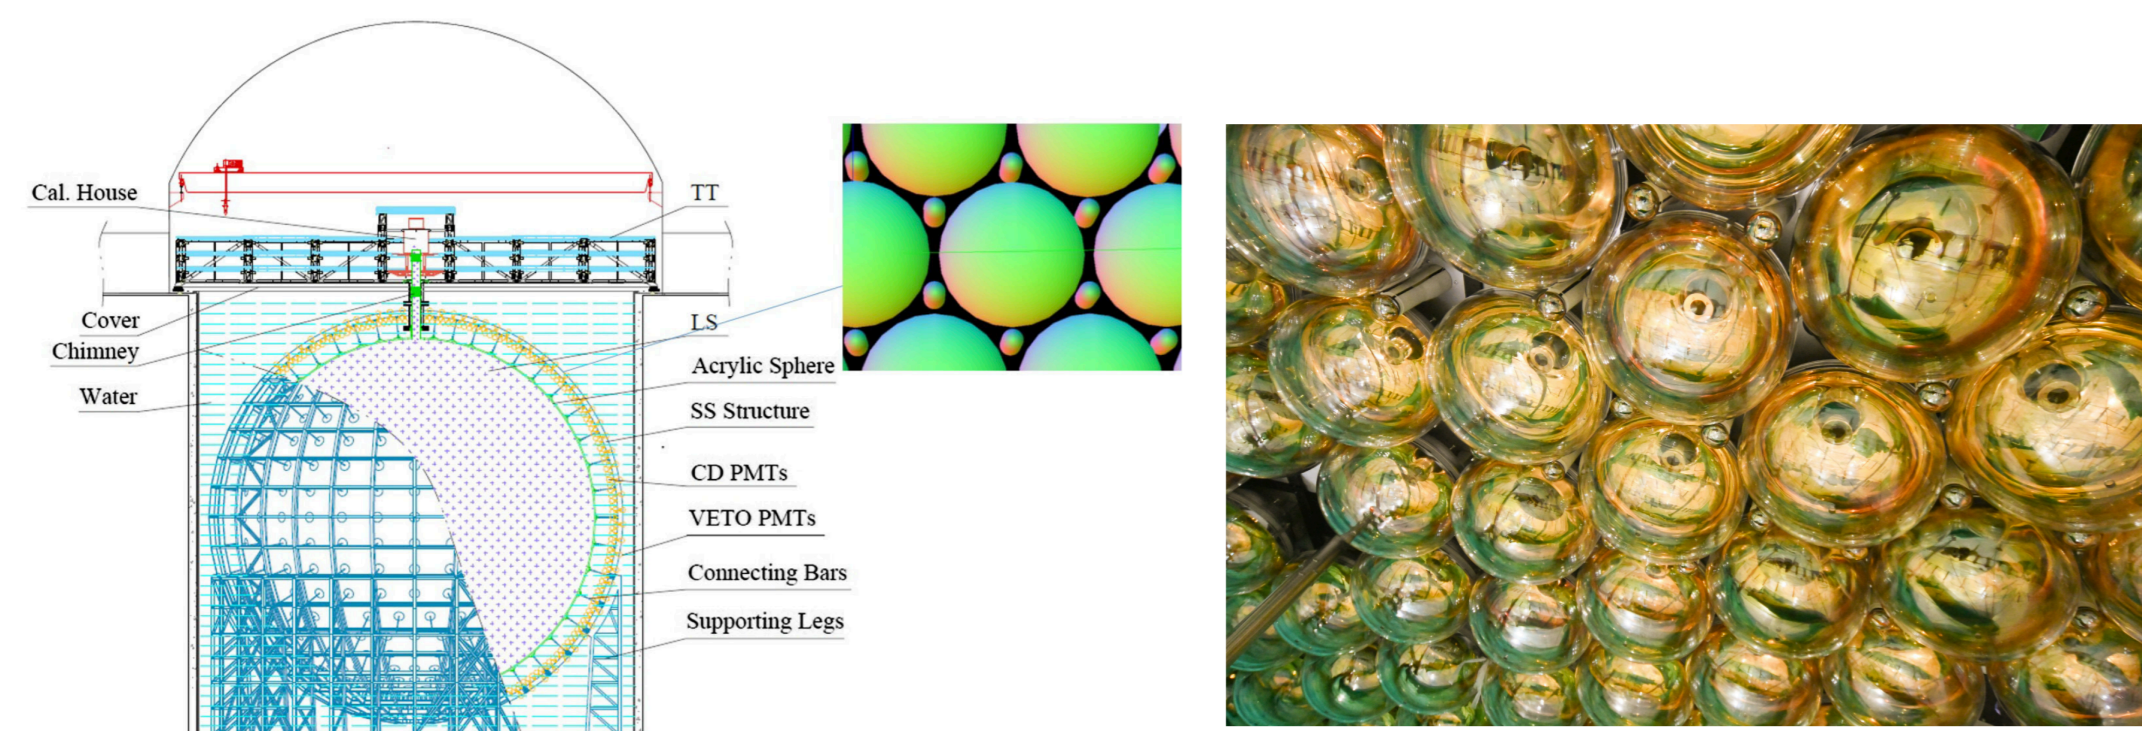 Cal. House
TT
Cover
LS
Chimney
Acrylic Sphere
Water
SS Structure
CD PMTs
VETO PMTs
Connecting Bars
Supporting Legs